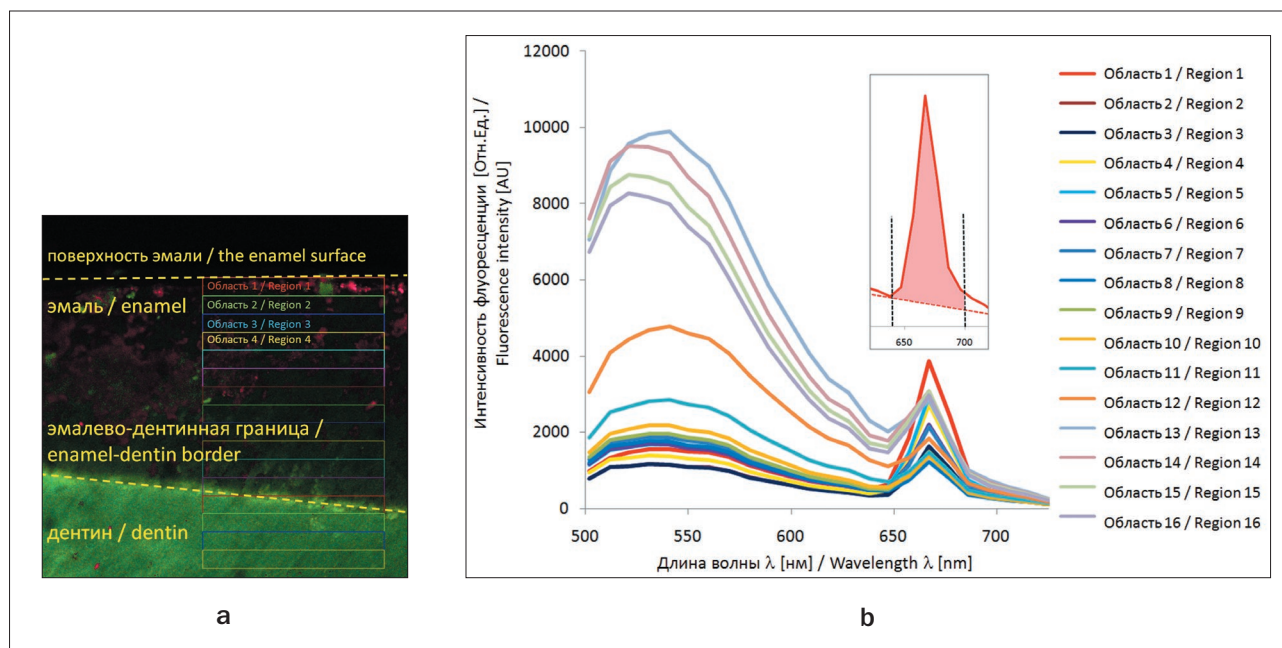 поверхность эмали / the enamel surface
эмаль / enamel
Область 1 / Region 1
Область 2 / Region 2
Область 3 / Region 3
Область 4 / Region 4
эмалево-дентинная граница /
enamel-dentin border
дентин / dentin
a
Интенсивность флуоресценции [Отн.Ед.] /
Fluorescence intensity [AU]
12000
10000
8000
6000
4000
2000
0
500
550
600
650
700
Длина волны λ [нм] / Wavelength λ [nm]
650
700
Область 1 / Region 1
Область 2 / Region 2
Область 3 / Region 3
Область 4 / Region 4
Область 5 / Region 5
Область 6 / Region 6
Область 7 / Region 7
Область 8 / Region 8
Область 9 / Region 9
Область 10 / Region 10
Область 11 / Region 11
Область 12 / Region 12
Область 13 / Region 13
Область 14 / Region 14
Область 15 / Region 15
Область 16 / Region 16
b